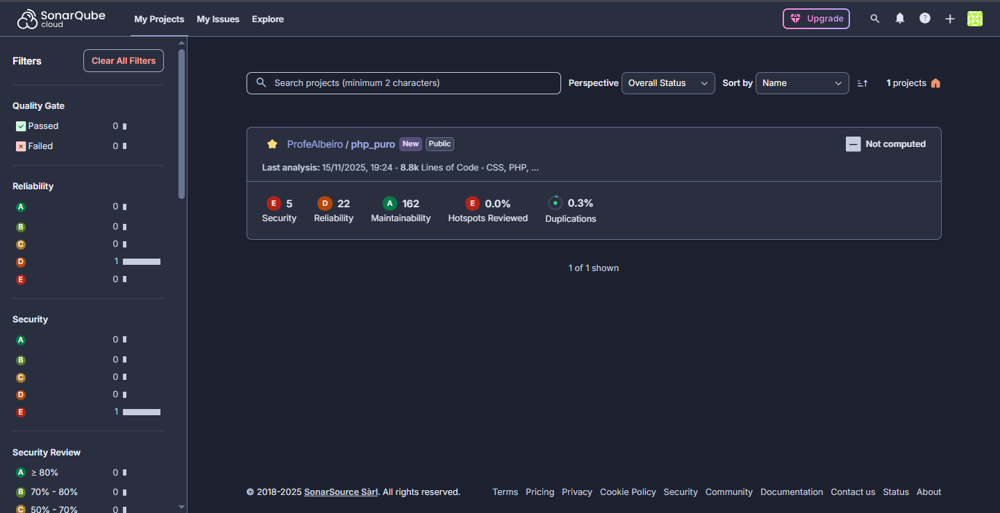 SonarQube cloud My Projects My Issues Explore Upgrade
Filters Clear All Filters
Quality Gate
Passed 0
Failed 0
Reliability
A 0
B 0
C 0
D 1
E 0
Security
A 0
B 0
C 0
D 0
E 1
Security Review
A ≥ 80% 0
B 70% - 80% 0
C 50% - 70% 0
Search projects (minimum 2 characters) Perspective Overall Status Sort by Name 1 projects
ProfeAlbeiro / php_puro New Public Not computed
Last analysis: 15/11/2025, 19:24 • 8.8k Lines of Code • CSS, PHP, ...
E 5 D 22 A 162 E 0.0% 0.3%
Security Reliability Maintainability Hotspots Reviewed Duplications
1 of 1 shown
© 2018-2025 SonarSource Sàrl. All rights reserved. Terms Pricing Privacy Cookie Policy Security Community Documentation Contact us Status About